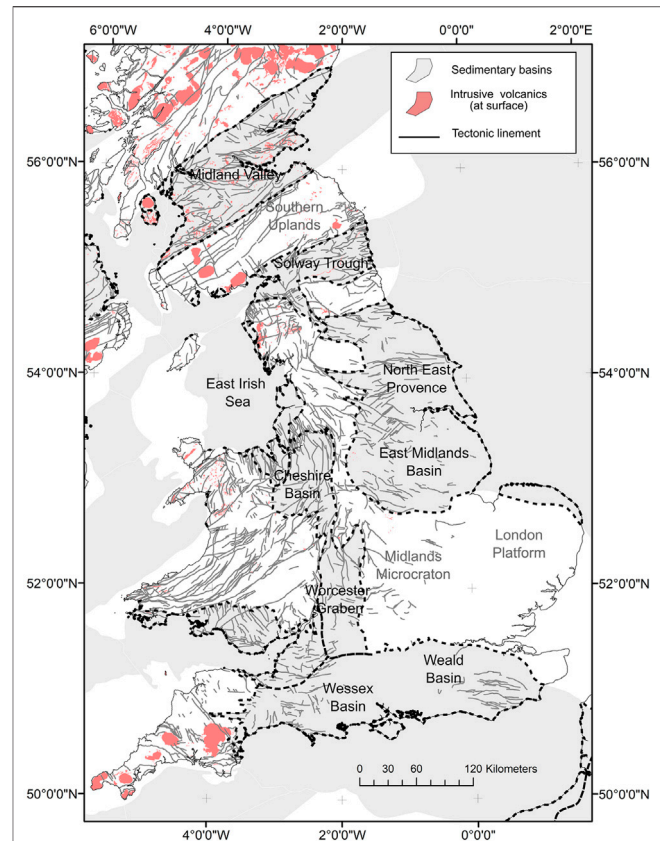 6°0'0"W
4°0'0"W
2°0'0"W
0°0'0"
2°0'0"E
Sedimentary basins
Intrusive volcanics
(at surface)
Tectonic linement
56°0'0"N
56°0'0"N
Midland Valley
Southern
Uplands
Solway Trough
54°0'0"N
54°0'0"N
East Irish
Sea
North East
Province
East Midlands
Basin
Cheshire
Basin
London
Platform
Midlands
Microcraton
52°0'0"N
52°0'0"N
Worcester
Graben
Weald
Basin
Wessex
Basin
0 30 60 120 Kilometers
50°0'0"N
50°0'0"N
4°0'0"W
2°0'0"W
0°0'0"